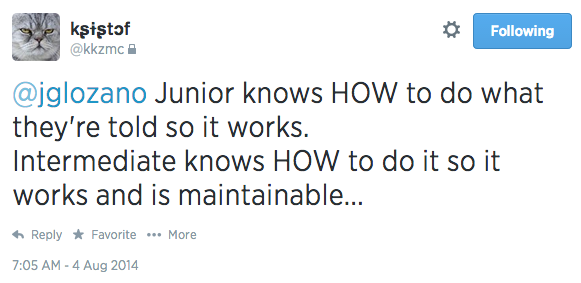 kʂɨʂtɔf
@kkzmc
Following
@jglozano Junior knows HOW to do what
they're told so it works.
Intermediate knows HOW to do it so it
works and is maintainable...
Reply Favorite More
7:05 AM - 4 Aug 2014